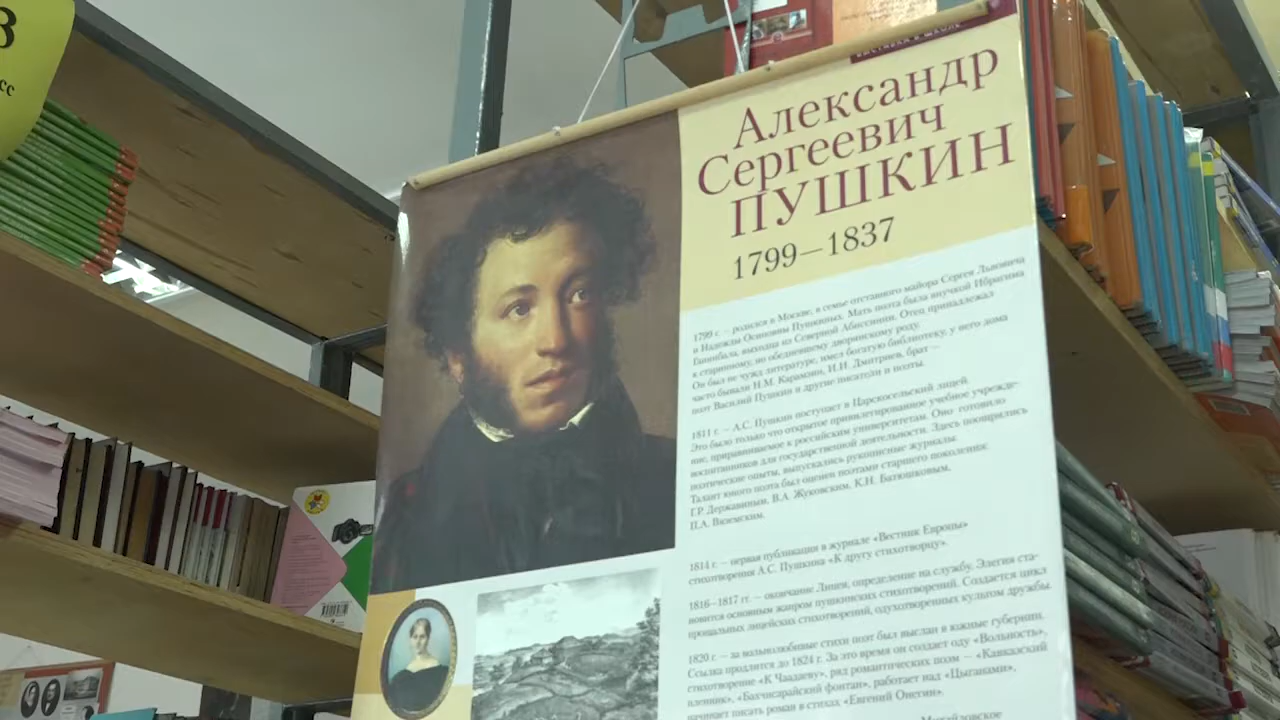 3
сс
ВЫСТАВКА В ШКОЛЕ
Александр
Сергеевич
ПУШКИН
1799–1837
1799 г. – родился в Москве, в семье отставного майора Сергея Львовича
и Надежды Осиповны Пушкиных. Мать поэта была внучкой Ибрагима
Ганнибала, выходца из Северной Абиссинии. Отец принадлежал
к старинному, но обедневшему дворянскому роду.
Он был не чужд литературе, имел богатую библиотеку, у него дома
часто бывали Н.М. Карамзин, И.И. Дмитриев, брат –
поэт Василий Пушкин и другие писатели и поэты.
1811 г. – А.С. Пушкин поступает в Царскосельский лицей.
Это было только что открытое привилегированное учебное учрежде-
ние, приравниваемое к российским университетам. Оно готовило
воспитанников для государственной деятельности. Здесь поощрялись
поэтические опыты, выпускались рукописные журналы.
Талант юного поэта был оценен поэтами старшего поколения:
Г.Р. Державиным, В.А. Жуковским, К.Н. Батюшковым,
П.А. Вяземским.
1814 г. – первая публикация в журнале «Вестник Европы»
стихотворения А.С. Пушкина «К другу стихотворцу».
1816–1817 гг. – окончание Лицея, определение на службу. Элегия ста-
новится основным жанром пушкинских стихотворений. Создается цикл
прощальных лицейских стихотворений, одухотворенных культом дружбы.
1820 г. – за вольнолюбивые стихи поэт был выслан в южные губернии.
Ссылка продлится до 1824 г. За это время он создает оду «Вольность»,
стихотворение «К Чаадаеву», ряд романтических поэм – «Кавказский
пленник», «Бахчисарайский фонтан», работает над «Цыганами»,
начинает писать роман в стихах «Евгений Онегин».
Михайловское